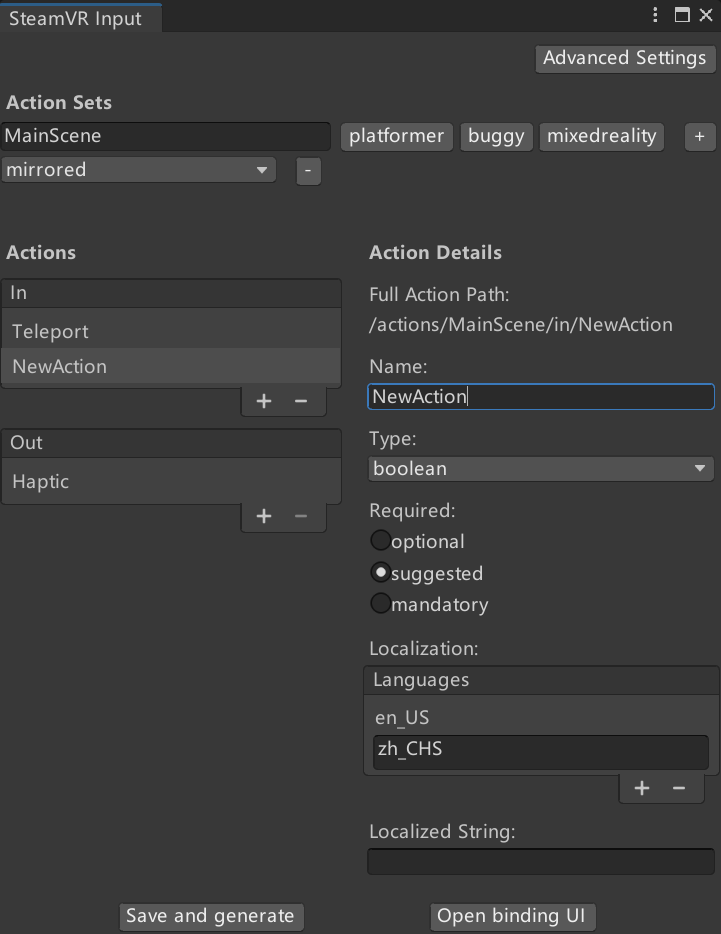 SteamVR Input
Advanced Settings
Action Sets
MainScene platformer buggy mixedreality +
mirrored -
Actions
In
Teleport
NewAction
+ −
Out
Haptic
+ −
Action Details
Full Action Path:
/actions/MainScene/in/NewAction
Name:
NewAction
Type:
boolean
Required:
optional
suggested
mandatory
Localization:
Languages
en_US
zh_CHS
+ −
Localized String:
Save and generate Open binding UI